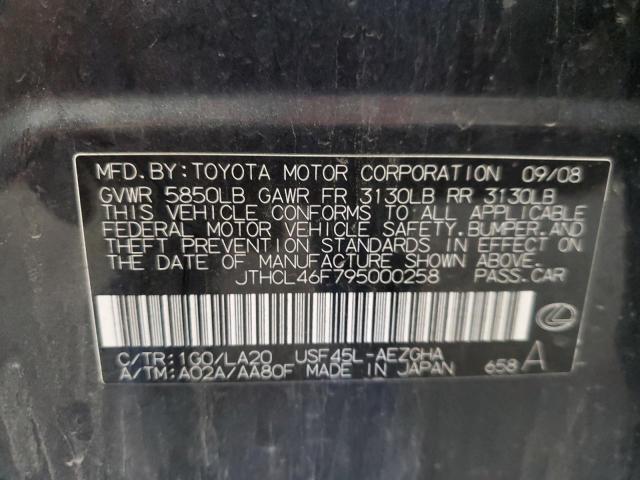 MFD.BY:TOYOTA MOTOR CORPORATION 09/08
GVWR 5850LB GAWR FR 3130LB RR 3130LB
THIS VEHICLE CONFORMS TO ALL APPLICABLE
FEDERAL MOTOR VEHICLE SAFETY,BUMPER,AND
THEFT PREVENTION STANDARDS IN EFFECT ON
THE DATE OF MANUFACTURE SHOWN ABOVE.
JTHCL46F795000258 PASS.CAR
C/TR:1G0/LA20 USF45L-AEZGHA
A/TM:A02A/AA80F MADE IN JAPAN 658 A